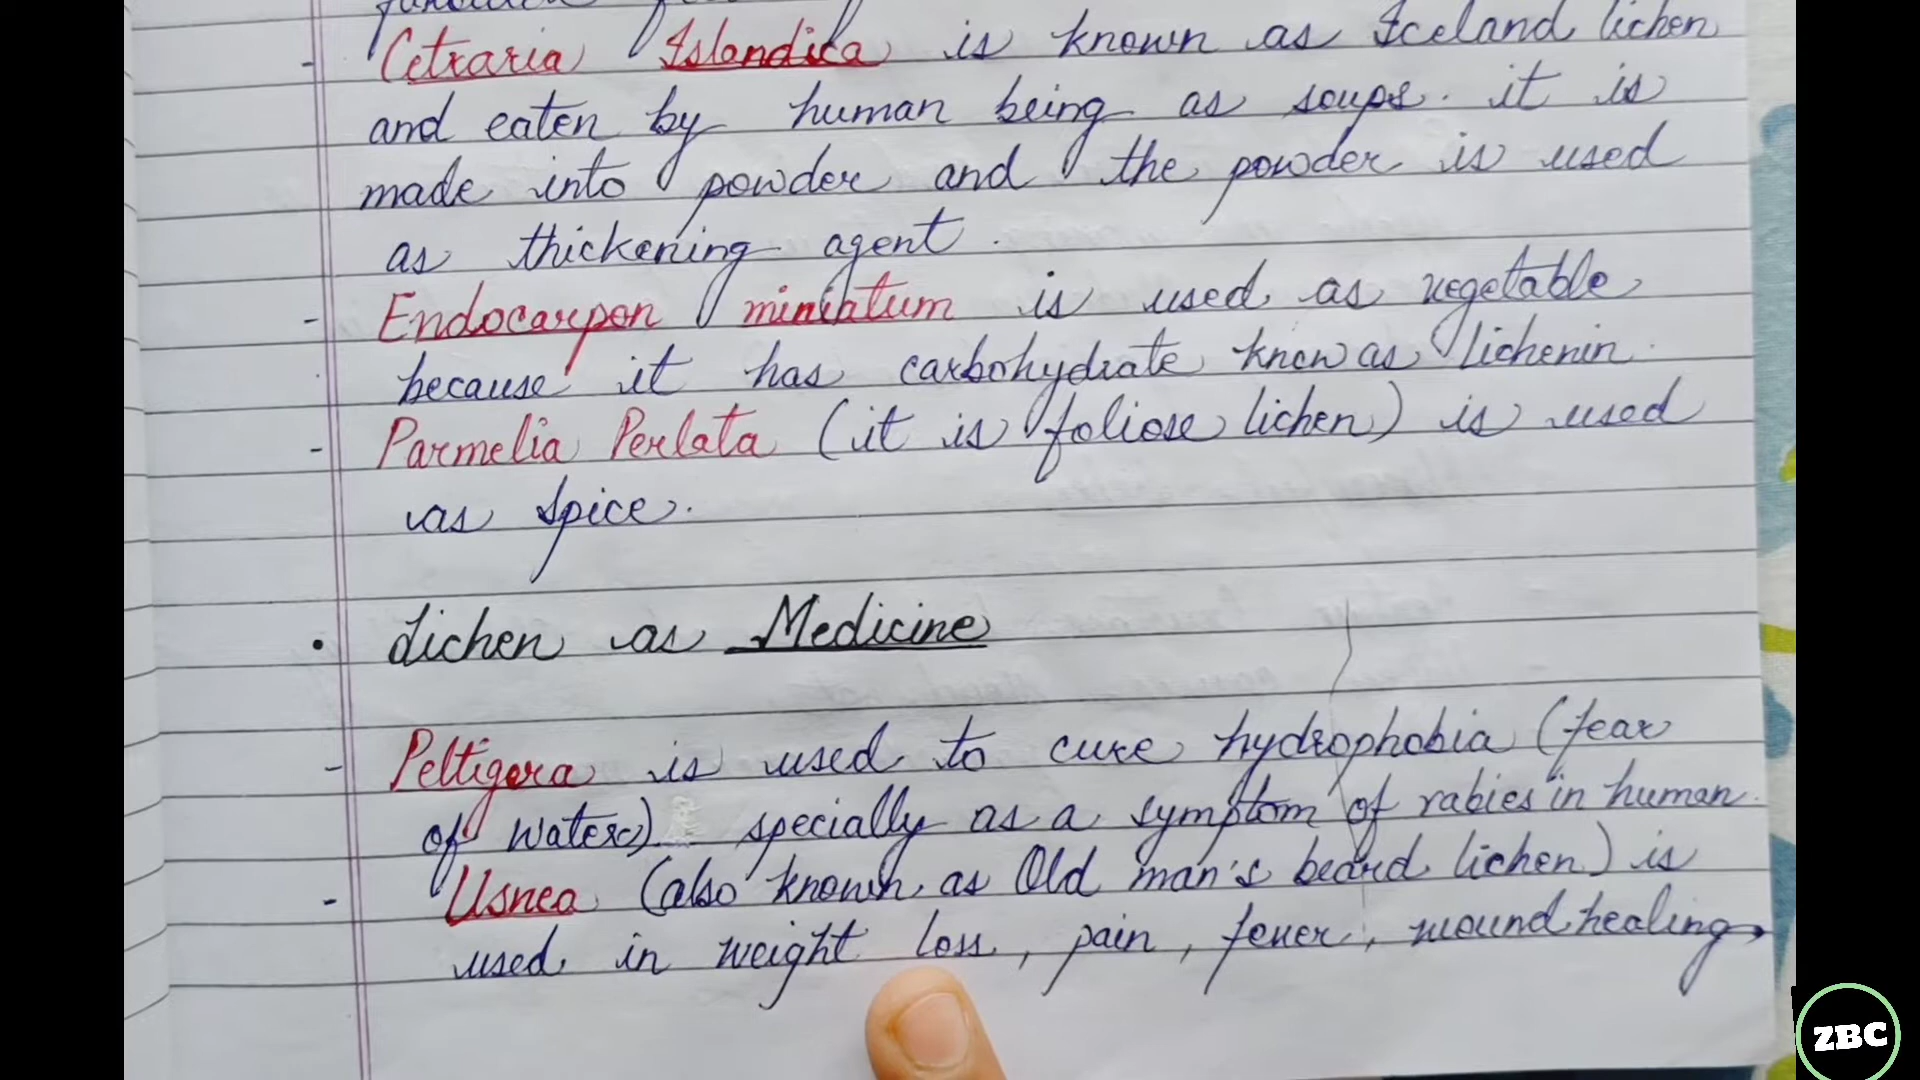 - Cetraria Islandica is known as Iceland lichen
and eaten by human being as soups. it is
made into powder and the powder is used
as thickening agent.
- Endocarpon miniatum is used as vegetable
because it has carbohydrate know as lichenin.
- Parmelia Perlata (it is foliose lichen) is used
as spice.
• Lichen as Medicine
- Peltigera is used to cure hydrophobia (fear
of water) specially as a symptom of rabies in human.
- Usnea (also known as Old man's beard lichen) is
used in weight loss, pain, fever, wound healing,
ZBC